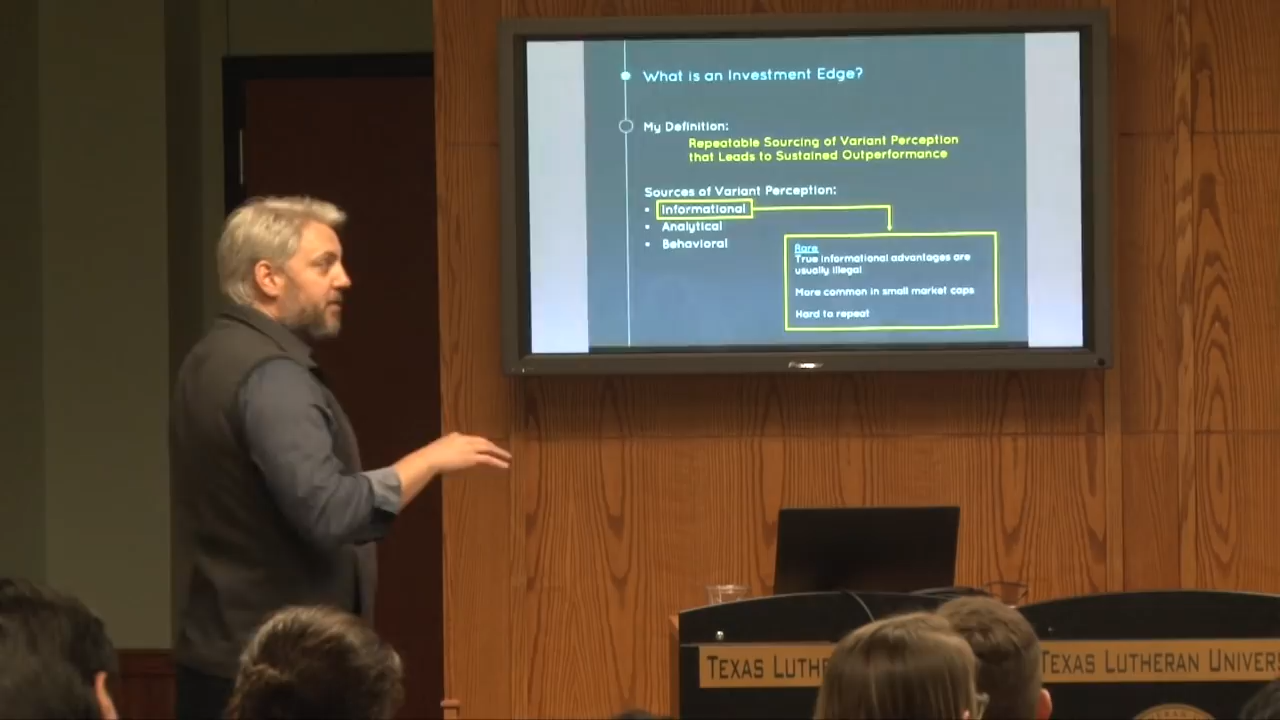 What is an Investment Edge?
My Definition:
Repeatable Sourcing of Variant Perception
that Leads to Sustained Outperformance
Sources of Variant Perception:
• Informational
• Analytical
• Behavioral
Rare
True informational advantages are
usually illegal
More common in small market caps
Hard to repeat
TEXAS
TEXAS LUTHERAN